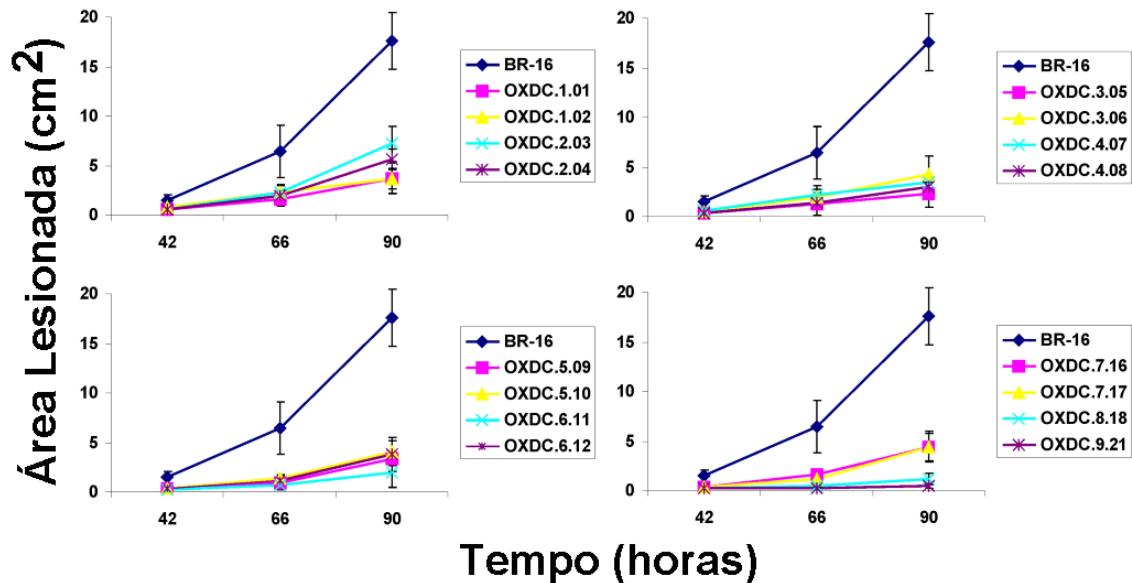 Área Lesionada (cm²)
20
15
10
5
0
42 66 90
BR-16
OXDC.1.01
OXDC.1.02
OXDC.2.03
OXDC.2.04
20
15
10
5
0
42 66 90
BR-16
OXDC.3.05
OXDC.3.06
OXDC.4.07
OXDC.4.08
20
15
10
5
0
42 66 90
BR-16
OXDC.5.09
OXDC.5.10
OXDC.6.11
OXDC.6.12
20
15
10
5
0
42 66 90
BR-16
OXDC.7.16
OXDC.7.17
OXDC.8.18
OXDC.9.21
Tempo (horas)